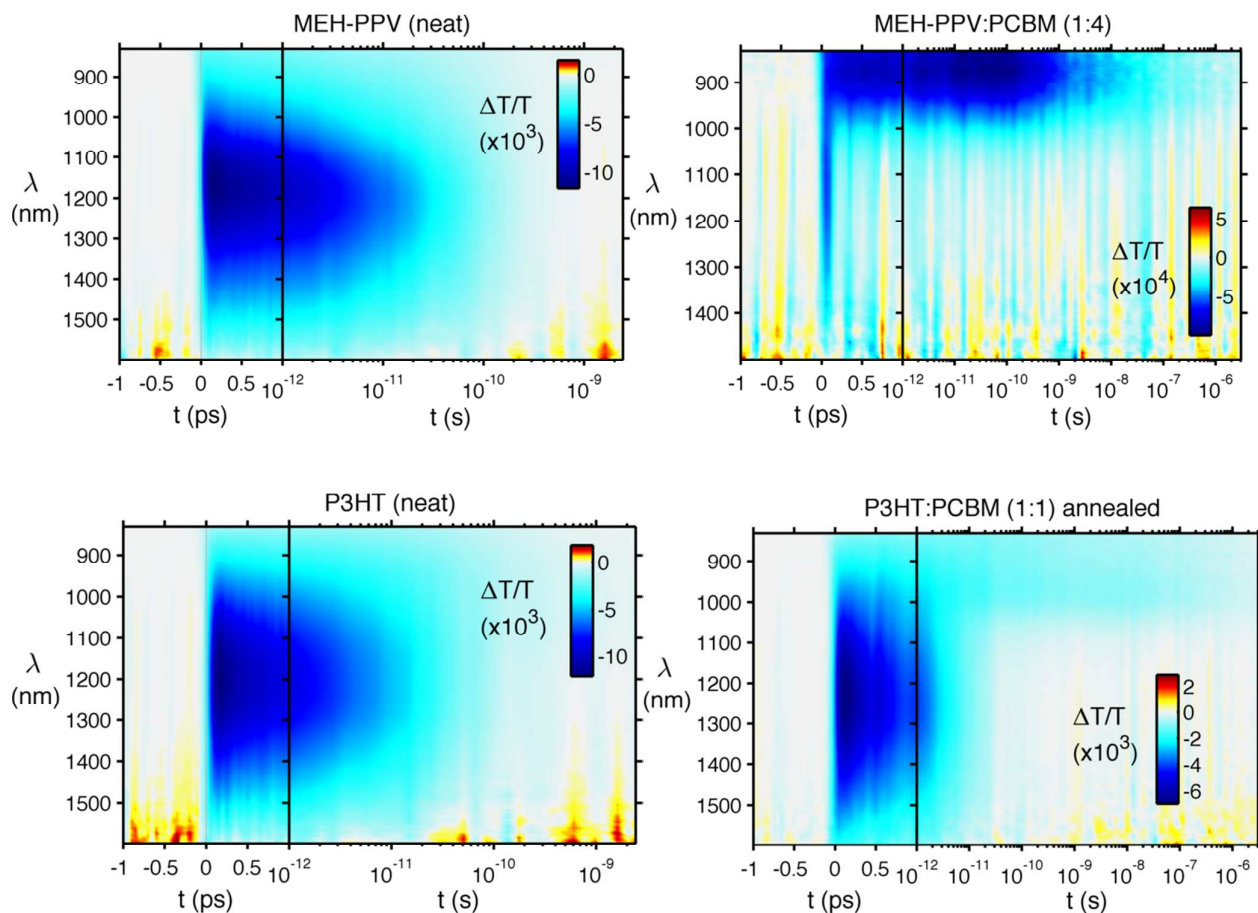 MEH-PPV (neat)
900
1000
1100
1200
1300
1400
1500
λ
(nm)
ΔT/T
(x10³)
0
-5
-10
-1
-0.5
0
0.5
10⁻¹²
10⁻¹¹
10⁻¹⁰
10⁻⁹
t (ps)
t (s)
MEH-PPV:PCBM (1:4)
900
1000
1100
1200
1300
1400
λ
(nm)
ΔT/T
(x10⁴)
5
0
-5
-1
-0.5
0
0.5
10⁻¹²
10⁻¹¹
10⁻¹⁰
10⁻⁹
10⁻⁸
10⁻⁷
10⁻⁶
t (ps)
t (s)
P3HT (neat)
900
1000
1100
1200
1300
1400
1500
λ
(nm)
ΔT/T
(x10³)
0
-5
-10
-1
-0.5
0
0.5
10⁻¹²
10⁻¹¹
10⁻¹⁰
10⁻⁹
t (ps)
t (s)
P3HT:PCBM (1:1) annealed
900
1000
1100
1200
1300
1400
1500
λ
(nm)
ΔT/T
(x10³)
2
0
-2
-4
-6
-1
-0.5
0
0.5
10⁻¹²
10⁻¹¹
10⁻¹⁰
10⁻⁹
10⁻⁸
10⁻⁷
10⁻⁶
t (ps)
t (s)